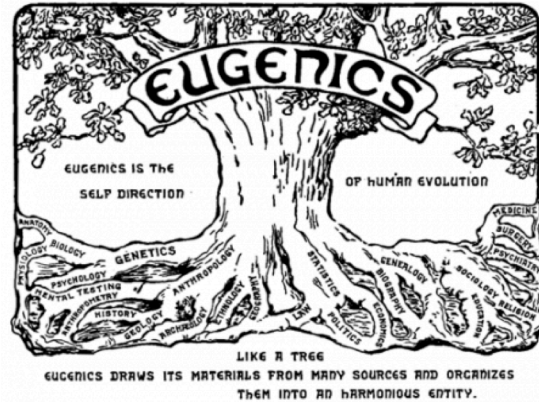 EUGENICS
EUGENICS IS THE
SELF DIRECTION
OF HUMAN EVOLUTION
ANATOMY
PHYSIOLOGY
BIOLOGY
GENETICS
PSYCHOLOGY
MENTAL TESTING
ANTHROPOMETRY
HISTORY
GEOLOGY
ANTHROPOLOGY
ARCHÆOLOGY
ETHNOLOGY
GEOGRAPHY
LAW
STATISTICS
POLITICS
ECONOMICS
BIOGRAPHY
GENEALOGY
EDUCATION
SOCIOLOGY
RELIGION
PSYCHIATRY
SURGERY
MEDICINE
LIKE A TREE
EUGENICS DRAWS ITS MATERIALS FROM MANY SOURCES AND ORGANIZES
THEM INTO AN HARMONIOUS ENTITY.